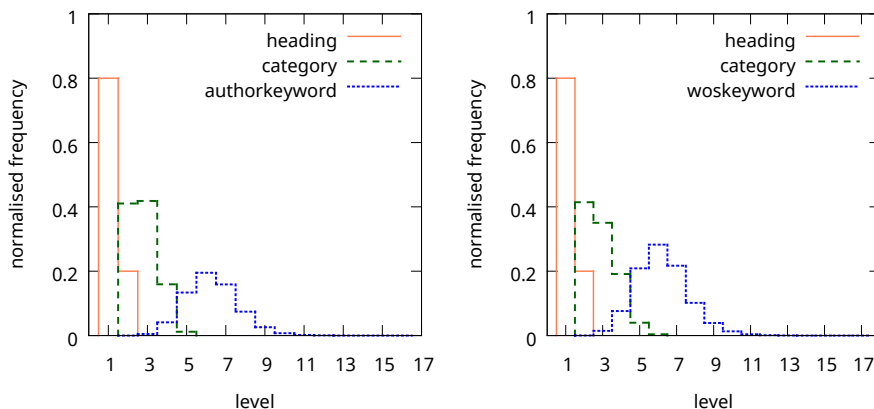 1
0.8
0.6
0.4
0.2
0
normalised frequency
heading
category
authorkeyword
1 3 5 7 9 11 13 15 17
level
1
0.8
0.6
0.4
0.2
0
normalised frequency
heading
category
woskeyword
1 3 5 7 9 11 13 15 17
level